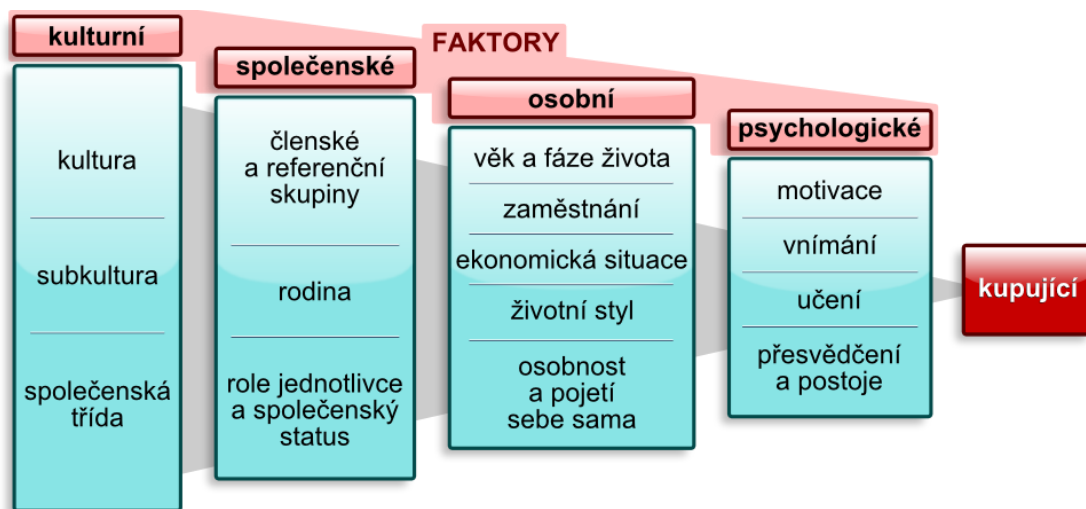 FAKTORY
kulturní
kultura
subkultura
společenská
třída
společenské
členské
a referenční
skupiny
rodina
role jednotlivce
a společenský
status
osobní
věk a fáze života
zaměstnání
ekonomická situace
životní styl
osobnost
a pojetí
sebe sama
psychologické
motivace
vnímání
učení
přesvědčení
a postoje
kupující